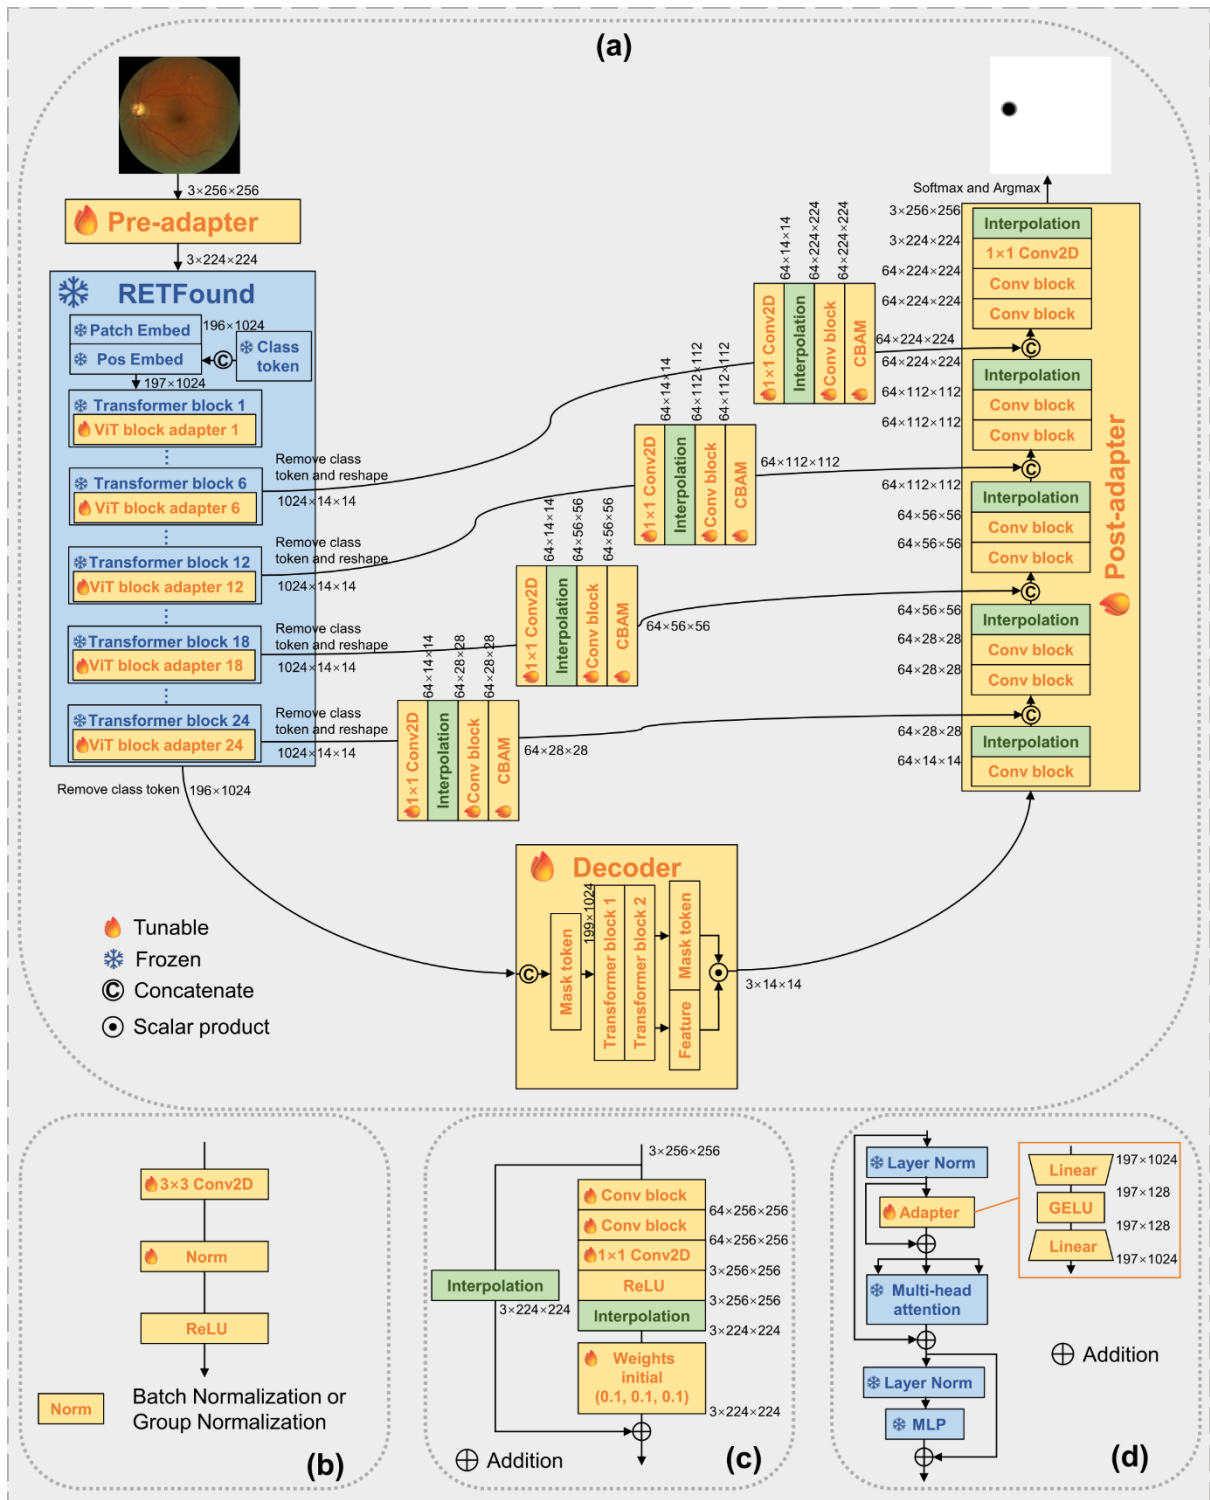 (a)
3×256×256
Pre-adapter
3×224×224
RETFound
Patch Embed
196×1024
Pos Embed
C
Class
token
197×1024
Transformer block 1
ViT block adapter 1
Transformer block 6
ViT block adapter 6
Remove class
token and reshape
1024×14×14
Transformer block 12
ViT block adapter 12
Remove class
token and reshape
1024×14×14
Transformer block 18
ViT block adapter 18
Remove class
token and reshape
1024×14×14
Transformer block 24
ViT block adapter 24
Remove class
token and reshape
1024×14×14
Remove class token
196×1024
1×1 Conv2D
64×14×14
Interpolation
64×28×28
Conv block
64×28×28
CBAM
64×28×28
1×1 Conv2D
64×14×14
Interpolation
64×56×56
Conv block
64×56×56
CBAM
64×56×56
1×1 Conv2D
64×14×14
Interpolation
64×112×112
Conv block
64×112×112
CBAM
64×112×112
1×1 Conv2D
64×14×14
Interpolation
64×224×224
Conv block
64×224×224
CBAM
64×224×224
Softmax and Argmax
3×256×256
Interpolation
3×224×224
1×1 Conv2D
64×224×224
Conv block
64×224×224
Conv block
C
64×224×224
Interpolation
64×112×112
Conv block
64×112×112
Conv block
C
64×112×112
Interpolation
64×56×56
Conv block
64×56×56
Conv block
C
64×56×56
Interpolation
64×28×28
Conv block
64×28×28
Conv block
C
64×28×28
Interpolation
64×14×14
Conv block
Post-adapter
Decoder
C
Mask token
199×1024
Transformer block 1
Transformer block 2
Mask token
Feature
3×14×14
Tunable
Frozen
C Concatenate
Scalar product
3×3 Conv2D
Norm
ReLU
Norm
Batch Normalization or
Group Normalization
(b)
3×256×256
Conv block
64×256×256
Conv block
64×256×256
1×1 Conv2D
3×256×256
ReLU
3×256×256
Interpolation
3×224×224
Interpolation
3×224×224
Weights
initial
(0.1, 0.1, 0.1)
3×224×224
Addition
(c)
Layer Norm
Adapter
Multi-head
attention
Layer Norm
MLP
Linear
197×1024
197×128
GELU
197×128
Linear
197×1024
Addition
(d)